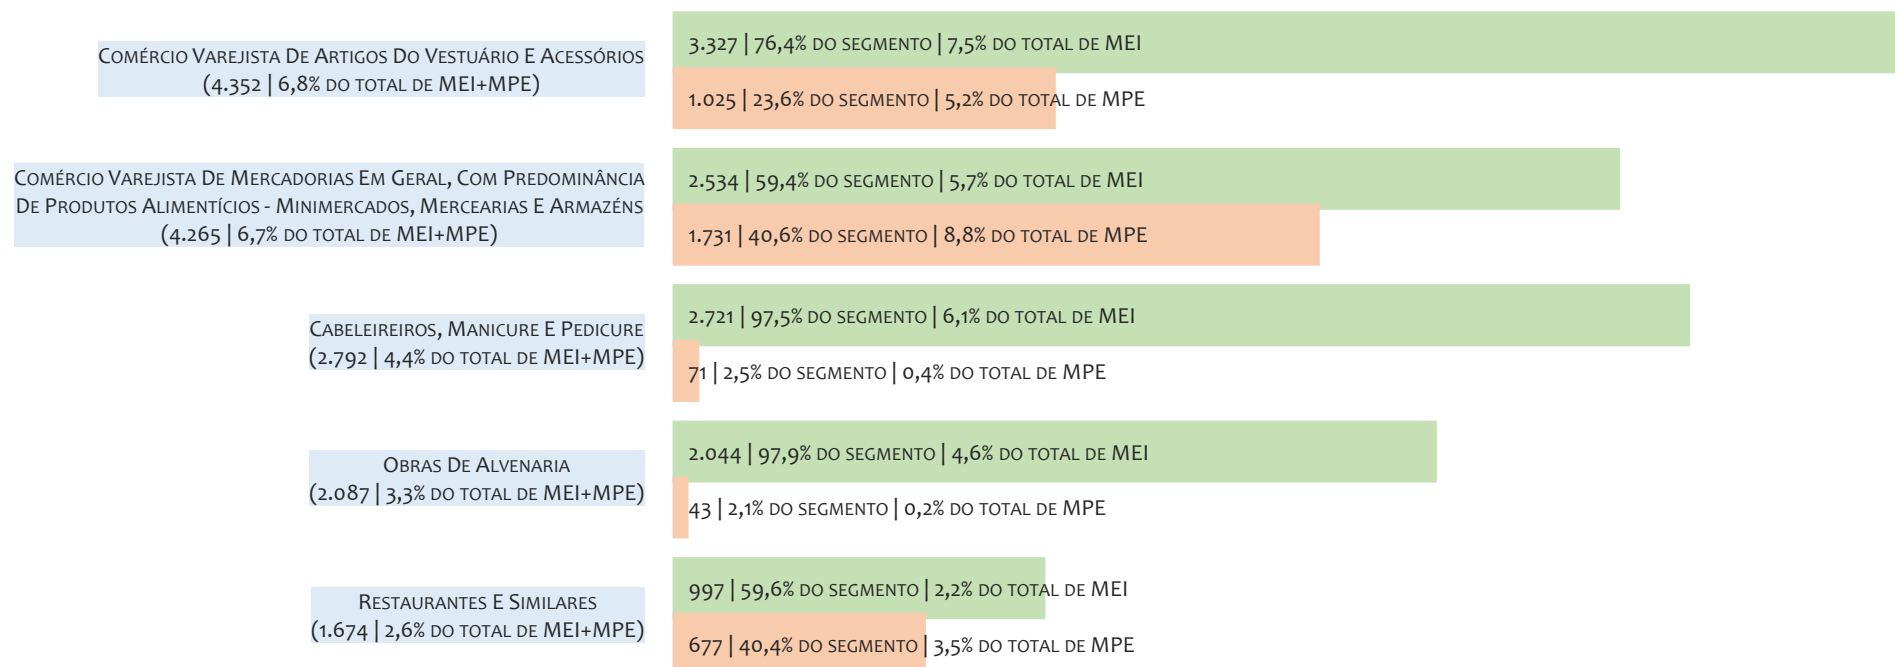 Comércio Varejista De Artigos Do Vestuário E Acessórios
(4.352 | 6,8% do total de MEI+MPE)
3.327 | 76,4% do segmento | 7,5% do total de MEI
1.025 | 23,6% do segmento | 5,2% do total de MPE
Comércio Varejista De Mercadorias Em Geral, Com Predominância
De Produtos Alimentícios - Minimercados, Mercearias E Armazéns
(4.265 | 6,7% do total de MEI+MPE)
2.534 | 59,4% do segmento | 5,7% do total de MEI
1.731 | 40,6% do segmento | 8,8% do total de MPE
Cabeleireiros, Manicure E Pedicure
(2.792 | 4,4% do total de MEI+MPE)
2.721 | 97,5% do segmento | 6,1% do total de MEI
71 | 2,5% do segmento | 0,4% do total de MPE
Obras De Alvenaria
(2.087 | 3,3% do total de MEI+MPE)
2.044 | 97,9% do segmento | 4,6% do total de MEI
43 | 2,1% do segmento | 0,2% do total de MPE
Restaurantes E Similares
(1.674 | 2,6% do total de MEI+MPE)
997 | 59,6% do segmento | 2,2% do total de MEI
677 | 40,4% do segmento | 3,5% do total de MPE